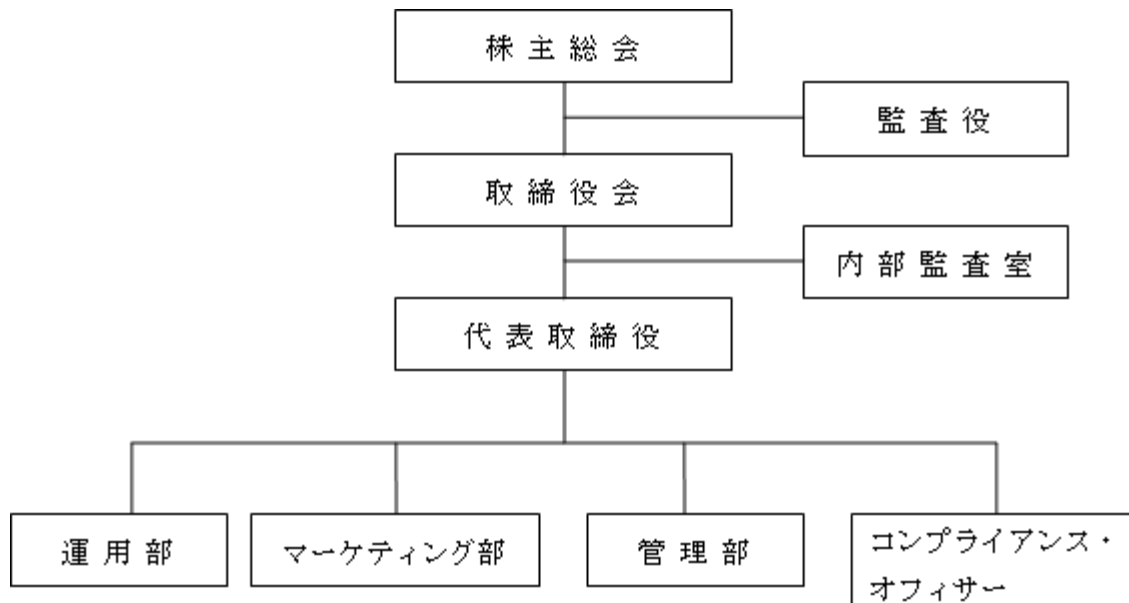 株主総会
監査役
取締役会
内部監査室
代表取締役
運用部
マーケティング部
管理部
コンプライアンス・
オフィサー